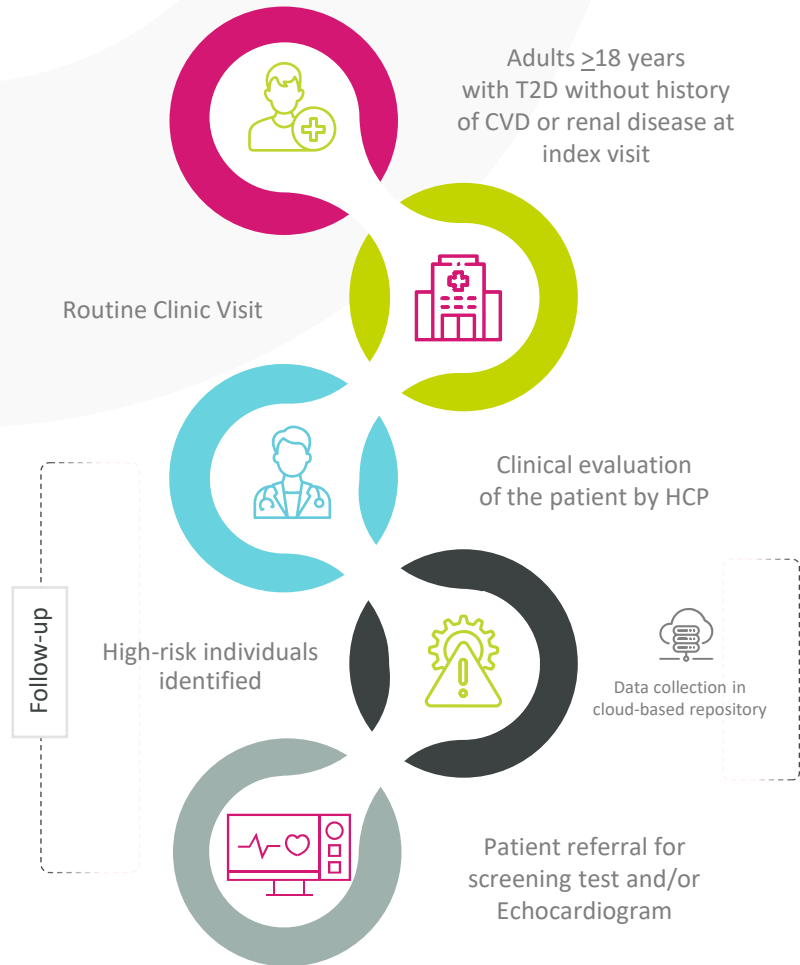 Adults ≥18 years
with T2D without history
of CVD or renal disease at
index visit
Routine Clinic Visit
Clinical evaluation
of the patient by HCP
Follow-up
High-risk individuals
identified
Data collection in
cloud-based repository
Patient referral for
screening test and/or
Echocardiogram